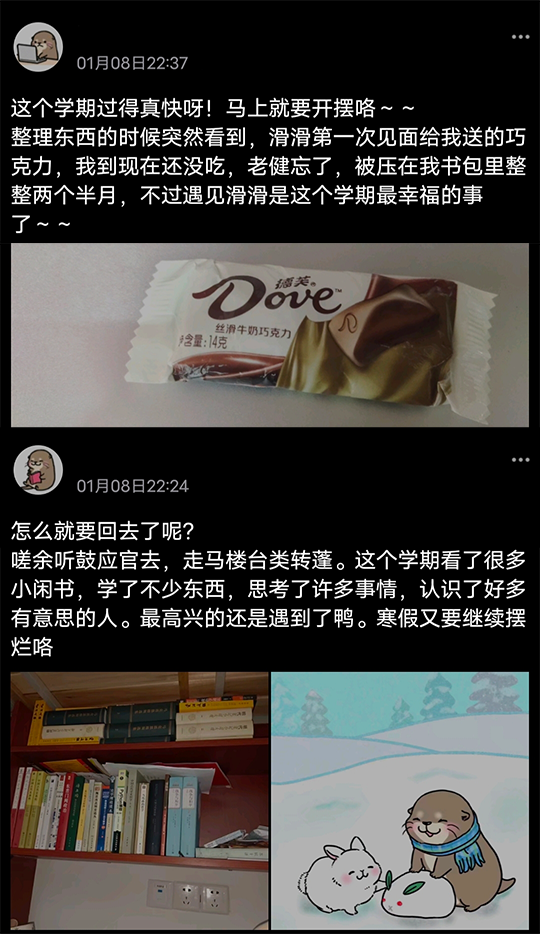 01月08日22:37
这个学期过得真快呀！马上就要开摆咯～～
整理东西的时候突然看到，滑滑第一次见面给我送的巧
克力，我到现在还没吃，老健忘了，被压在我书包里整
整两个半月，不过遇见滑滑是这个学期最幸福的事
了～～
德芙®
Dove™
丝滑牛奶巧克力
净含量:14克
01月08日22:24
怎么就要回去了呢？
嗟余听鼓应官去，走马楼台类转蓬。这个学期看了很多
小闲书，学了不少东西，思考了许多事情，认识了好多
有意思的人。最高兴的还是遇到了鸭。寒假又要继续摆
烂咯